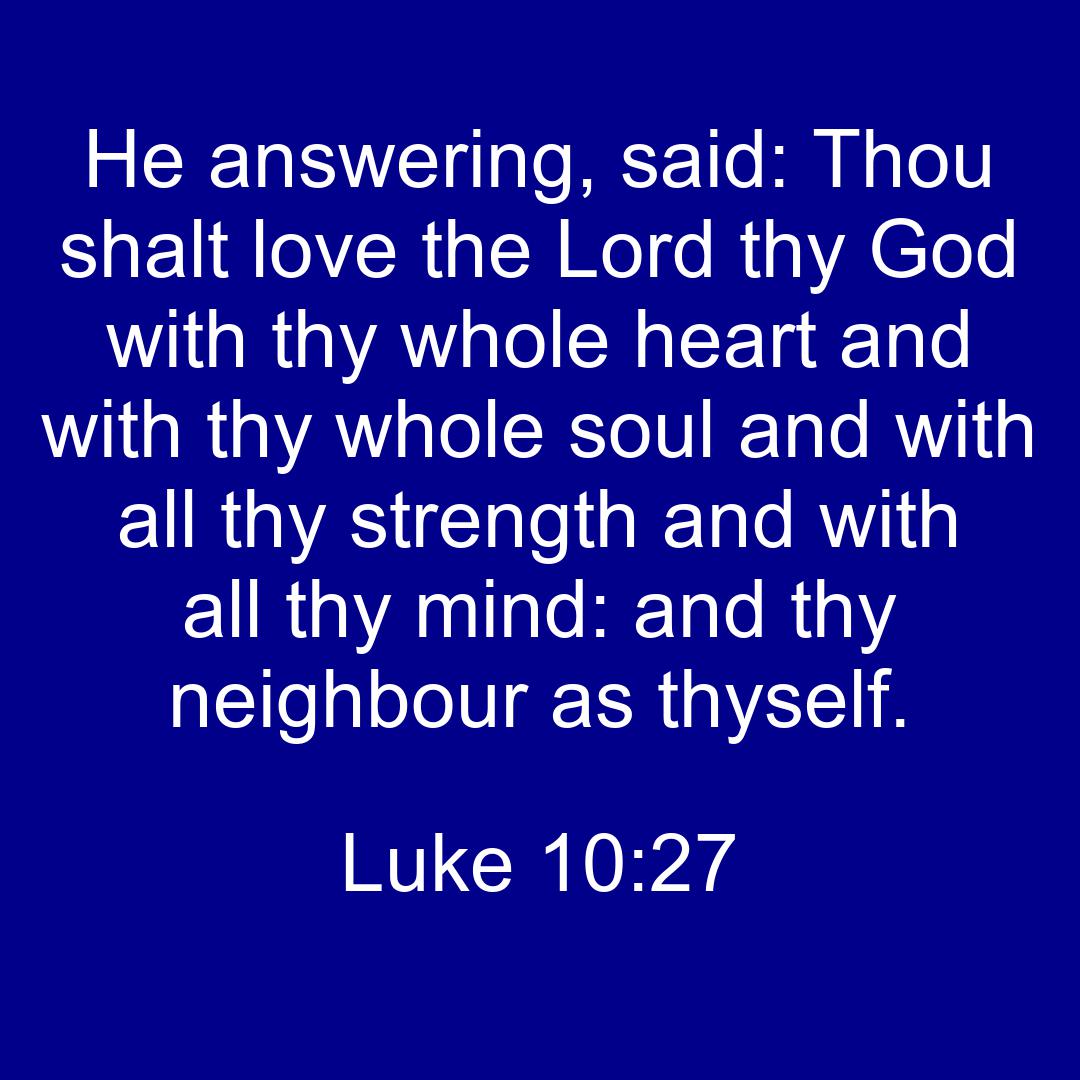 He answering, said: Thou
shalt love the Lord thy God
with thy whole heart and
with thy whole soul and with
all thy strength and with
all thy mind: and thy
neighbour as thyself.
Luke 10:27